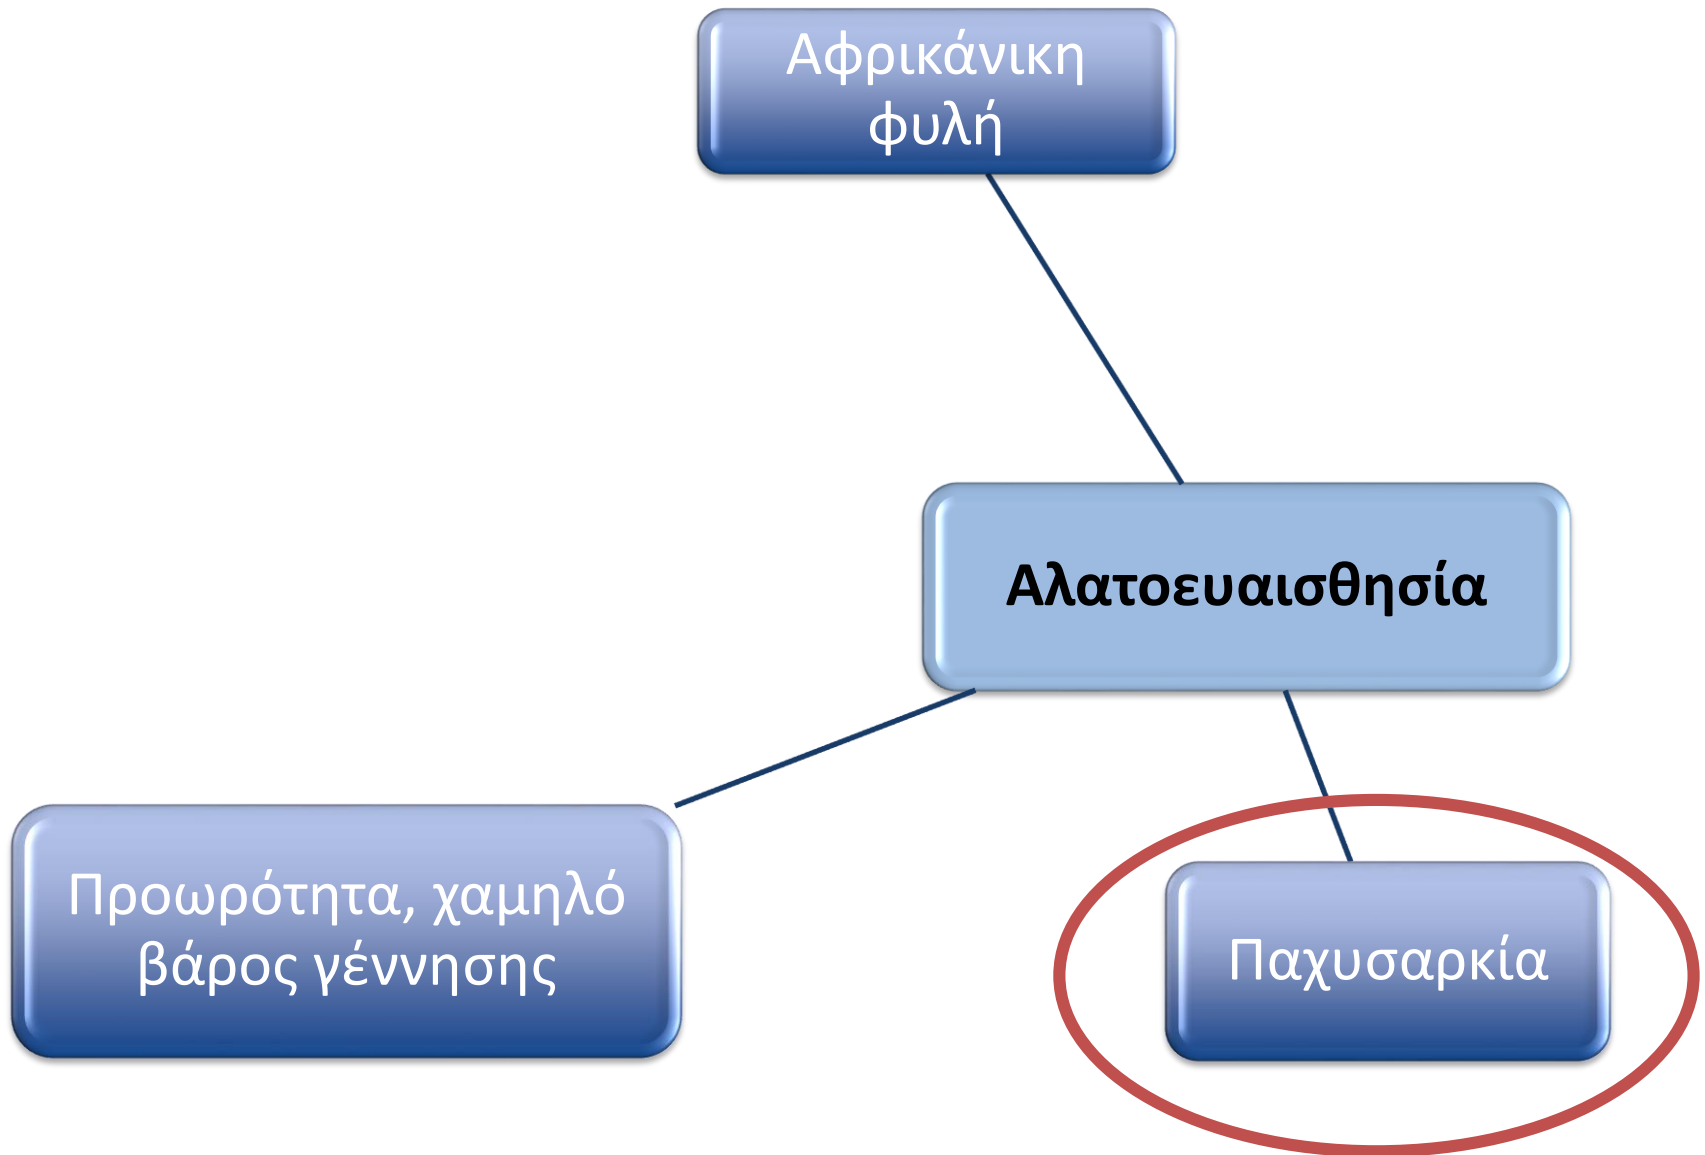 Αφρικάνικη
φυλή
Αλατοευαισθησία
Προωρότητα, χαμηλό
βάρος γέννησης
Παχυσαρκία